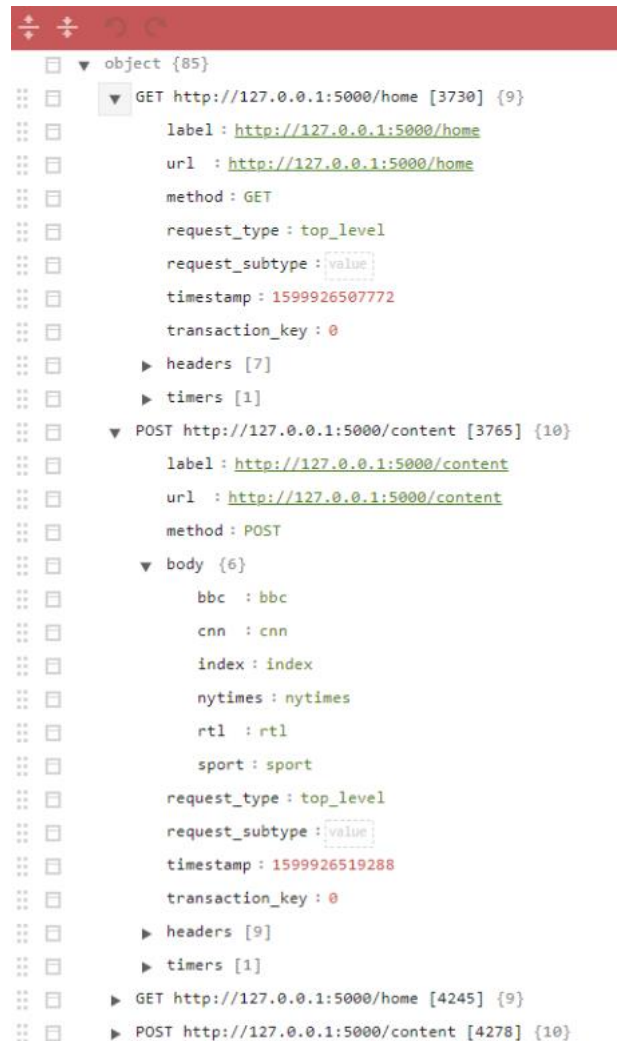 object {85}
GET http://127.0.0.1:5000/home [3730] {9}
label : http://127.0.0.1:5000/home
url : http://127.0.0.1:5000/home
method : GET
request_type : top_level
request_subtype : value
timestamp : 1599926507772
transaction_key : 0
headers [7]
timers [1]
POST http://127.0.0.1:5000/content [3765] {10}
label : http://127.0.0.1:5000/content
url : http://127.0.0.1:5000/content
method : POST
body {6}
bbc : bbc
cnn : cnn
index : index
nytimes : nytimes
rtl : rtl
sport : sport
request_type : top_level
request_subtype : value
timestamp : 1599926519288
transaction_key : 0
headers [9]
timers [1]
GET http://127.0.0.1:5000/home [4245] {9}
POST http://127.0.0.1:5000/content [4278] {10}